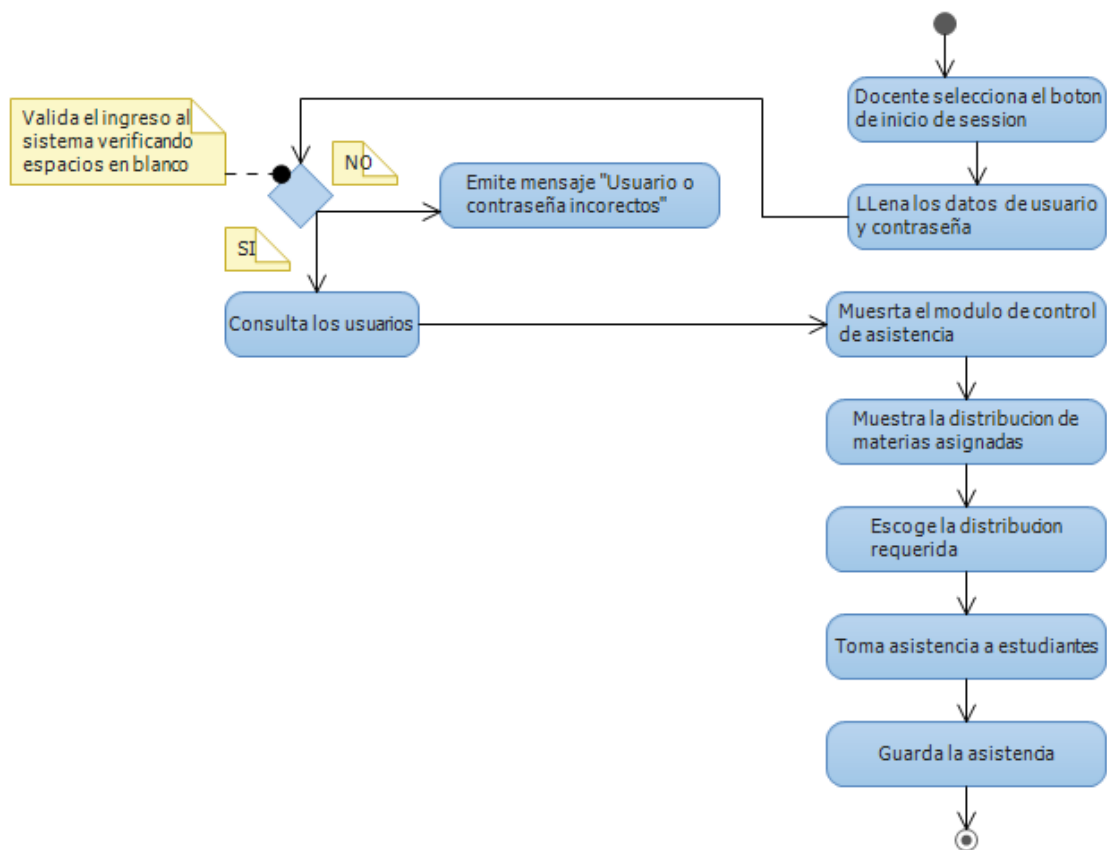 Docente selecciona el boton
de inicio de session
Valida el ingreso al
sistema verificando
espacios en blanco
NO
Emite mensaje "Usuario o
contraseña incorectos"
LLena los datos de usuario
y contraseña
SI
Consulta los usuarios
Muesrta el modulo de control
de asistencia
Muestra la distribucion de
materias asignadas
Escoge la distribucion
requerida
Toma asistencia a estudiantes
Guarda la asistencia